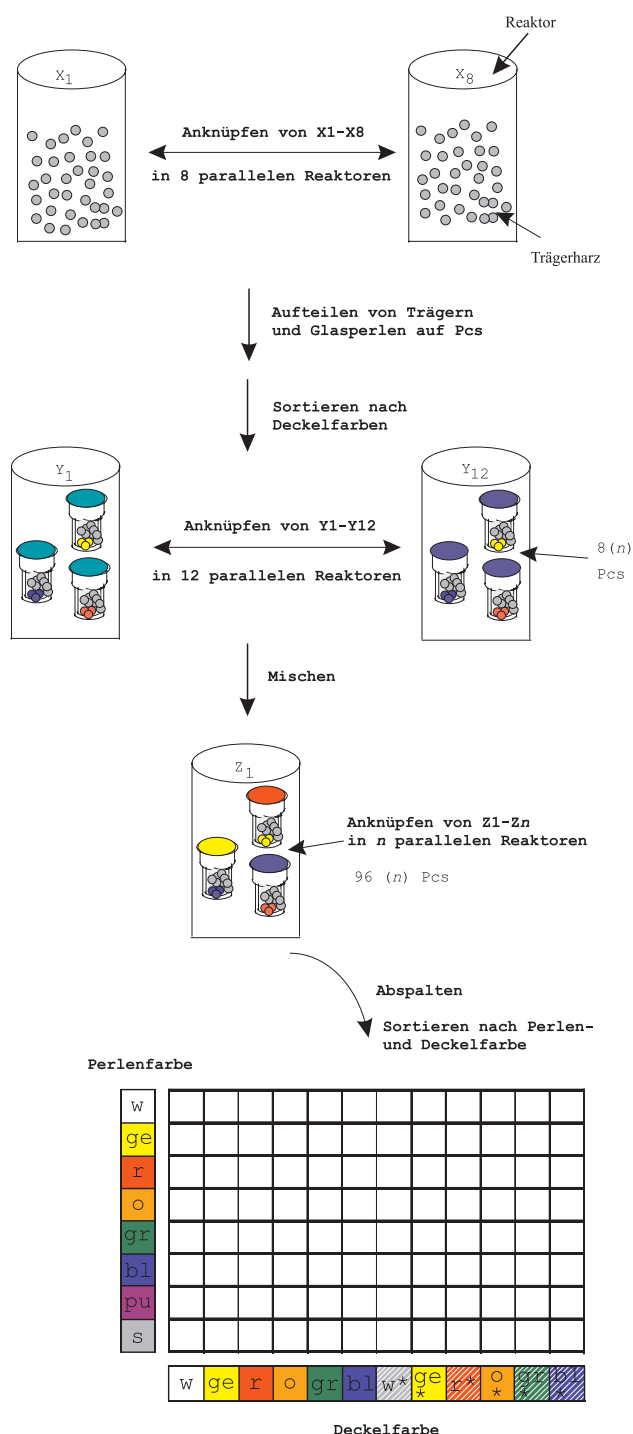 Reaktor
X1
X8
Anknüpfen von X1-X8
in 8 parallelen Reaktoren
Trägerharz
Aufteilen von Trägern
und Glasperlen auf Pcs
Sortieren nach
Deckelfarben
Y1
Y12
Anknüpfen von Y1-Y12
in 12 parallelen Reaktoren
8(n)
Pcs
Mischen
Z1
Anknüpfen von Z1-Zn
in n parallelen Reaktoren
96 (n) Pcs
Abspalten
Sortieren nach Perlen-
und Deckelfarbe
Perlenfarbe
w
ge
r
o
gr
bl
pu
s
w ge r o gr bl w* ge* r* o* gr* bl*
Deckelfarbe